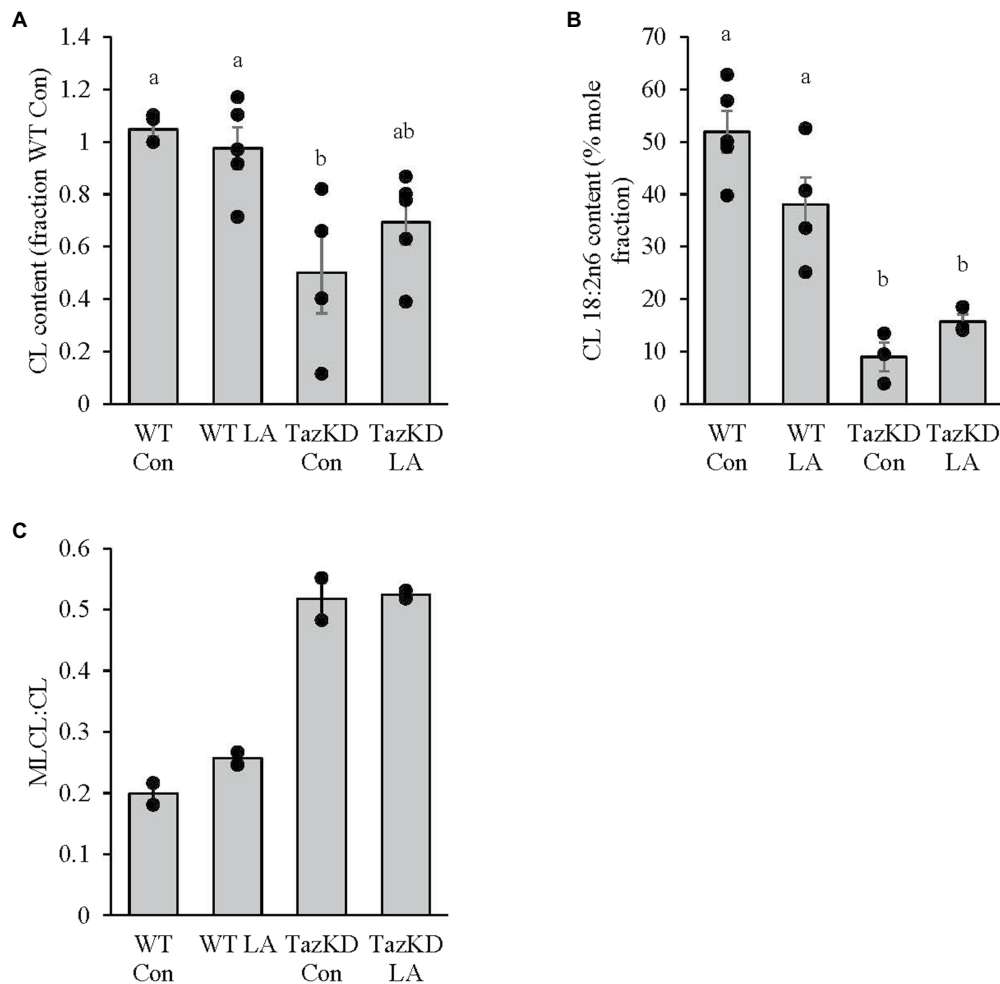 A
CL content (fraction WT Con)
1.4
1.2
1
0.8
0.6
0.4
0.2
0
a
a
b
ab
WT Con
WT LA
TazKD Con
TazKD LA
B
CL 18:2n6 content (% mole fraction)
70
60
50
40
30
20
10
0
a
a
b
b
WT Con
WT LA
TazKD Con
TazKD LA
C
MLCL:CL
0.6
0.5
0.4
0.3
0.2
0.1
0
WT Con
WT LA
TazKD Con
TazKD LA